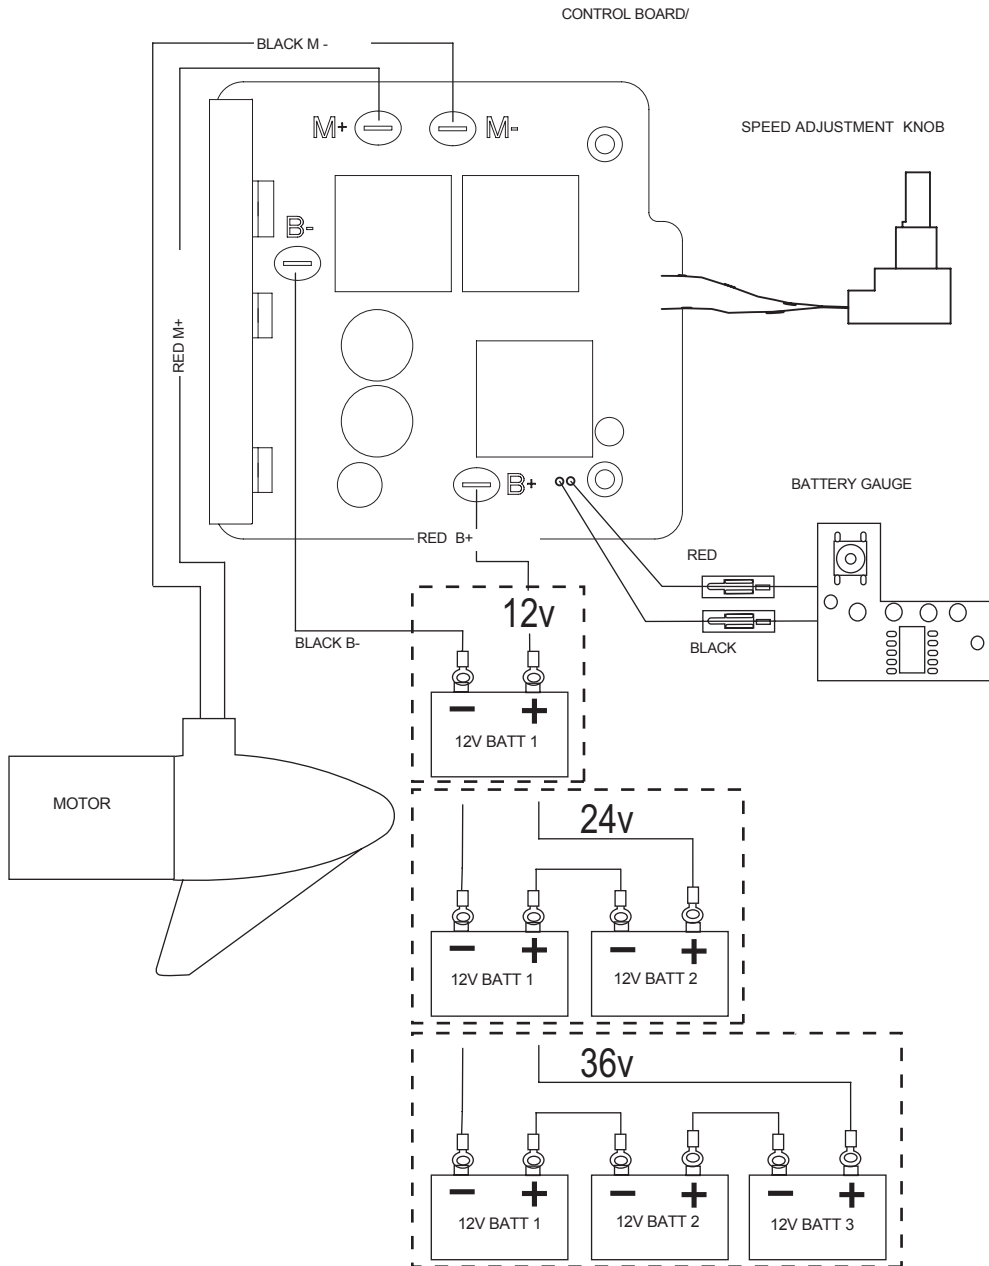 CONTROL BOARD/
BLACK M -
M+
M-
SPEED ADJUSTMENT KNOB
B-
RED M+
B+
BATTERY GAUGE
RED B+
RED
12v
BLACK B-
BLACK
12V BATT 1
MOTOR
24v
12V BATT 1
12V BATT 2
36v
12V BATT 1
12V BATT 2
12V BATT 3